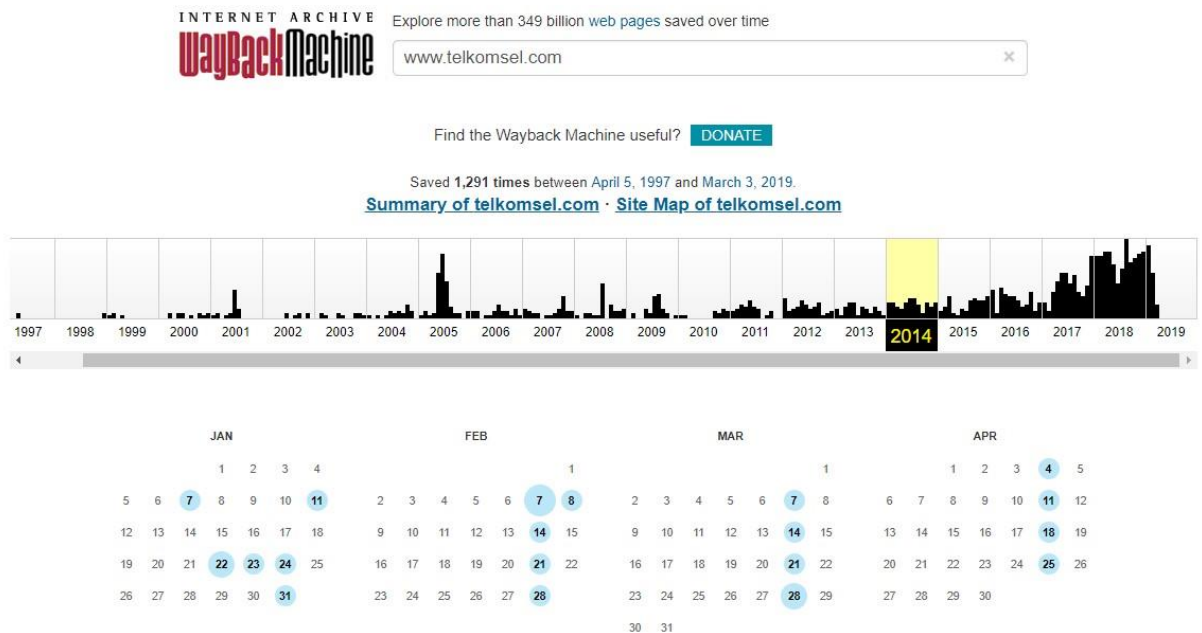 INTERNET ARCHIVE
WayBackMachine
Explore more than 349 billion web pages saved over time
www.telkomsel.com ×
Find the Wayback Machine useful? DONATE
Saved 1,291 times between April 5, 1997 and March 3, 2019.
Summary of telkomsel.com · Site Map of telkomsel.com
1997 1998 1999 2000 2001 2002 2003 2004 2005 2006 2007 2008 2009 2010 2011 2012 2013 2014 2015 2016 2017 2018 2019
JAN FEB MAR APR
1 2 3 4 1 1 1 2 3 4 5
5 6 7 8 9 10 11 2 3 4 5 6 7 8 2 3 4 5 6 7 8 6 7 8 9 10 11 12
12 13 14 15 16 17 18 9 10 11 12 13 14 15 9 10 11 12 13 14 15 13 14 15 16 17 18 19
19 20 21 22 23 24 25 16 17 18 19 20 21 22 16 17 18 19 20 21 22 20 21 22 23 24 25 26
26 27 28 29 30 31 23 24 25 26 27 28 23 24 25 26 27 28 29 27 28 29 30
30 31